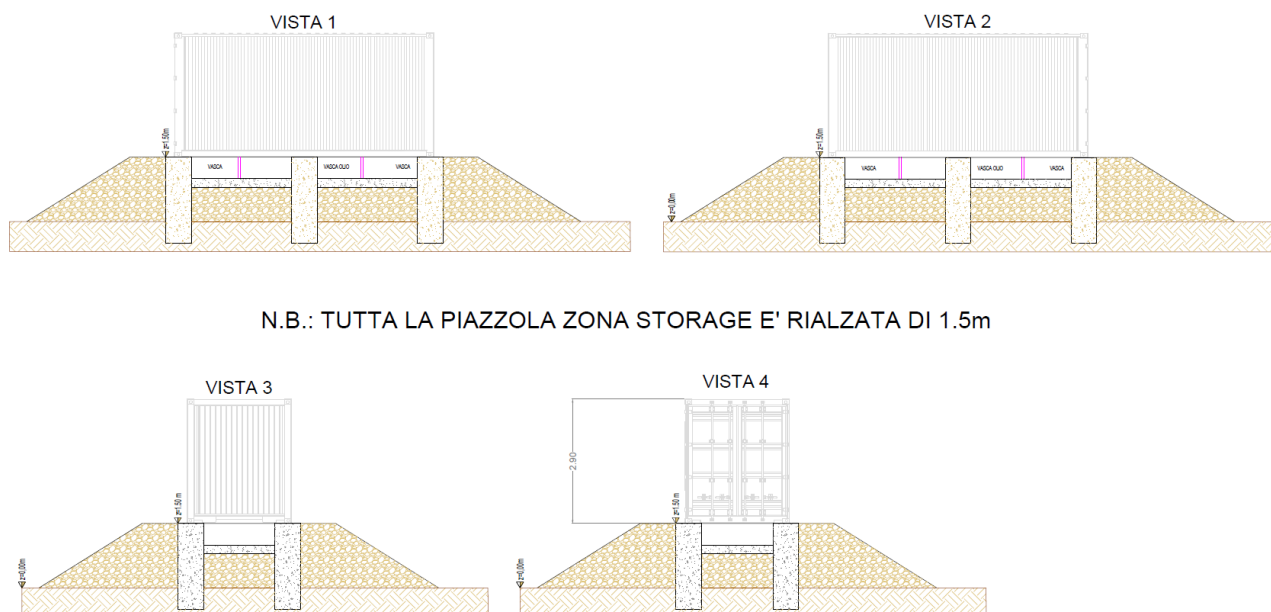 VISTA 1
VISTA 2
z=1.50m
z=1.50m
VASCA
VASCA OLIO
VASCA
VASCA
VASCA OLIO
VASCA
z=0.00m
N.B.: TUTTA LA PIAZZOLA ZONA STORAGE E' RIALZATA DI 1.5m
VISTA 3
VISTA 4
2.90
z=1.50 m
z=1.50 m
z=0.00m
z=0.00m